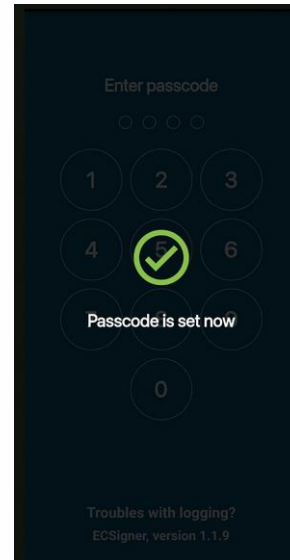 Enter passcode
1 2 3
4 5 6
Passcode is set now
0
Troubles with logging?
ECSigner, version 1.1.9